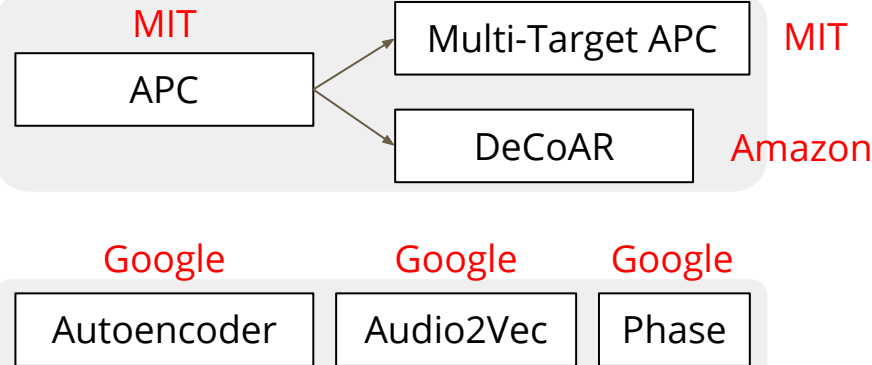 MIT
Multi-Target APC
MIT
APC
DeCoAR
Amazon
Google
Google
Google
Autoencoder
Audio2Vec
Phase